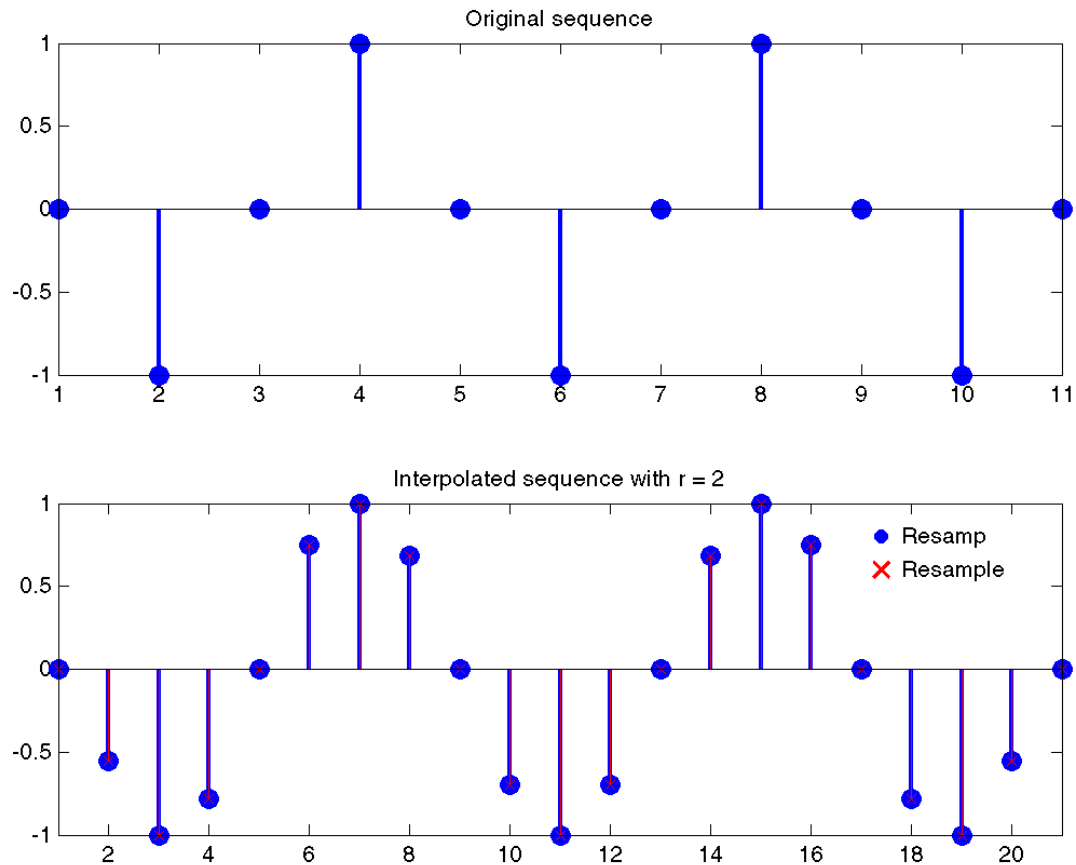 Original sequence
1
0.5
0
-0.5
-1
1 2 3 4 5 6 7 8 9 10 11
Interpolated sequence with r = 2
1
0.5
0
-0.5
-1
Resamp
Resample
2 4 6 8 10 12 14 16 18 20